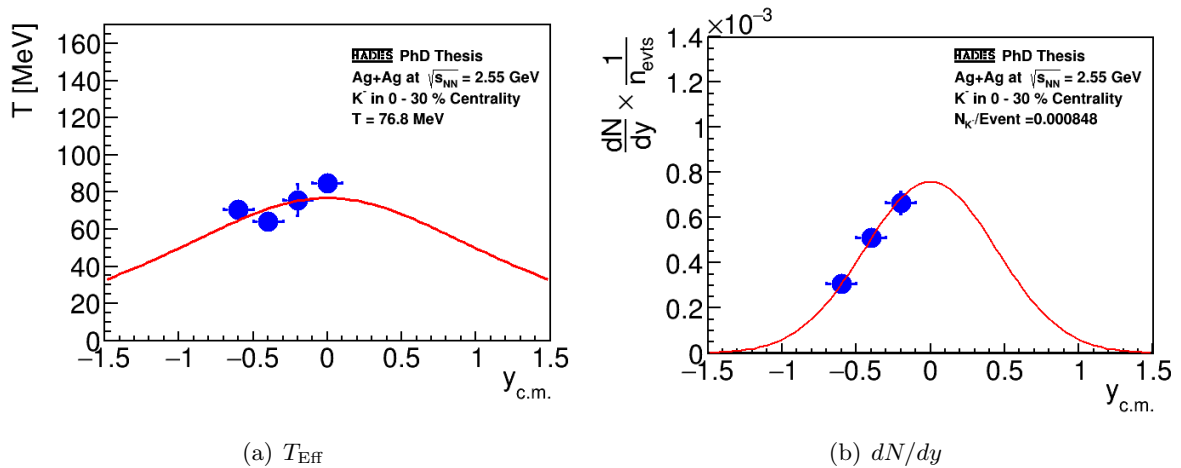 T [MeV]
160
140
120
100
80
60
40
20
0
−1.5 −1 −0.5 0 0.5 1 1.5
y c.m.
HADES PhD Thesis
Ag+Ag at √sNN = 2.55 GeV
K- in 0 - 30 % Centrality
T = 76.8 MeV
(a) TEff
×10−3
dN/dy × 1/nevts
1.4
1.2
1
0.8
0.6
0.4
0.2
0
−1.5 −1 −0.5 0 0.5 1 1.5
y c.m.
HADES PhD Thesis
Ag+Ag at √sNN = 2.55 GeV
K- in 0 - 30 % Centrality
NK-/Event =0.000848
(b) dN/dy